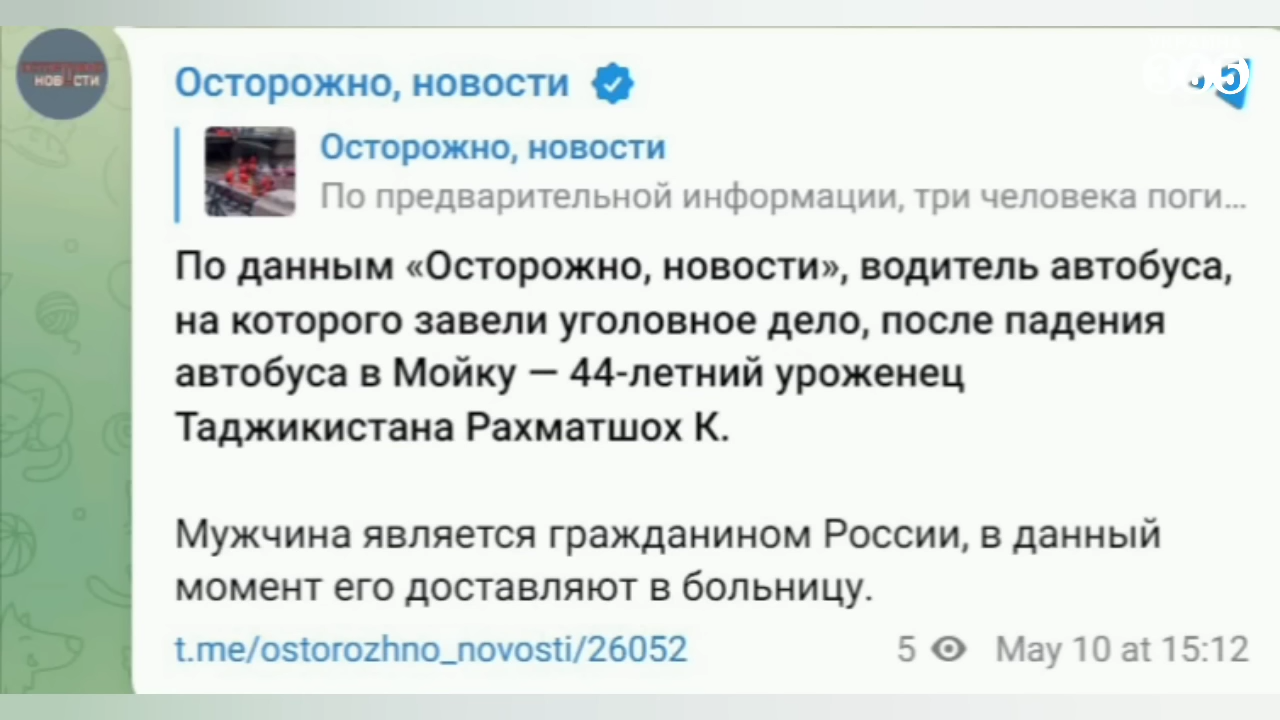 НОВОСТИ
Осторожно, новости
Осторожно, новости
По предварительной информации, три человека поги...
По данным «Осторожно, новости», водитель автобуса,
на которого завели уголовное дело, после падения
автобуса в Мойку — 44-летний уроженец
Таджикистана Рахматшох К.
Мужчина является гражданином России, в данный
момент его доставляют в больницу.
t.me/ostorozhno_novosti/26052
5 May 10 at 15:12